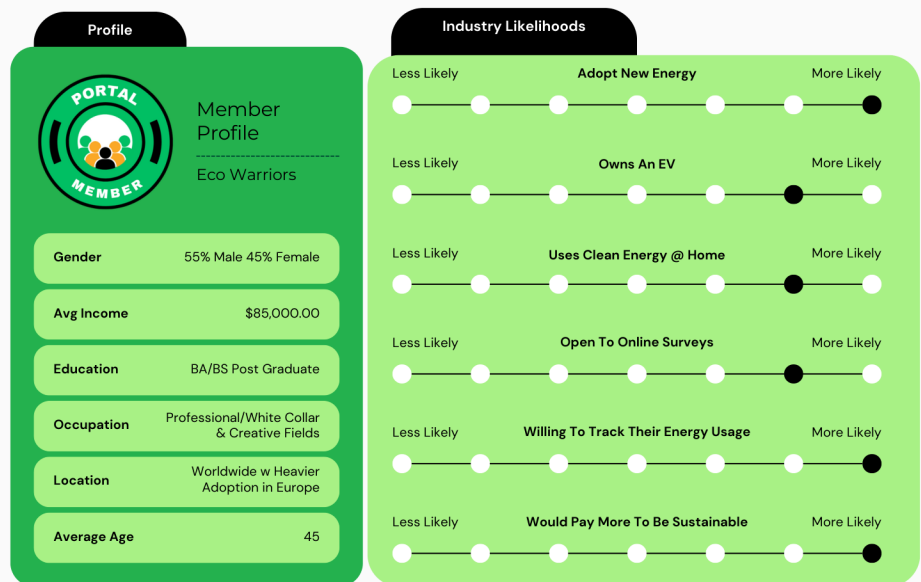 Profile
PORTAL
MEMBER
Member
Profile
Eco Warriors
Gender 55% Male 45% Female
Avg Income $85,000.00
Education BA/BS Post Graduate
Occupation Professional/White Collar
& Creative Fields
Location Worldwide w Heavier
Adoption in Europe
Average Age 45
Industry Likelihoods
Less Likely Adopt New Energy More Likely
Less Likely Owns An EV More Likely
Less Likely Uses Clean Energy @ Home More Likely
Less Likely Open To Online Surveys More Likely
Less Likely Willing To Track Their Energy Usage More Likely
Less Likely Would Pay More To Be Sustainable More Likely